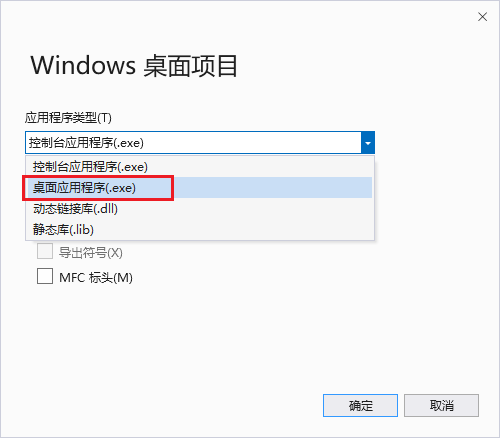 Windows 桌面项目
应用程序类型(T)
控制台应用程序(.exe)
控制台应用程序(.exe)
桌面应用程序(.exe)
动态链接库(.dll)
静态库(.lib)
导出符号(X)
MFC 标头(M)
确定
取消